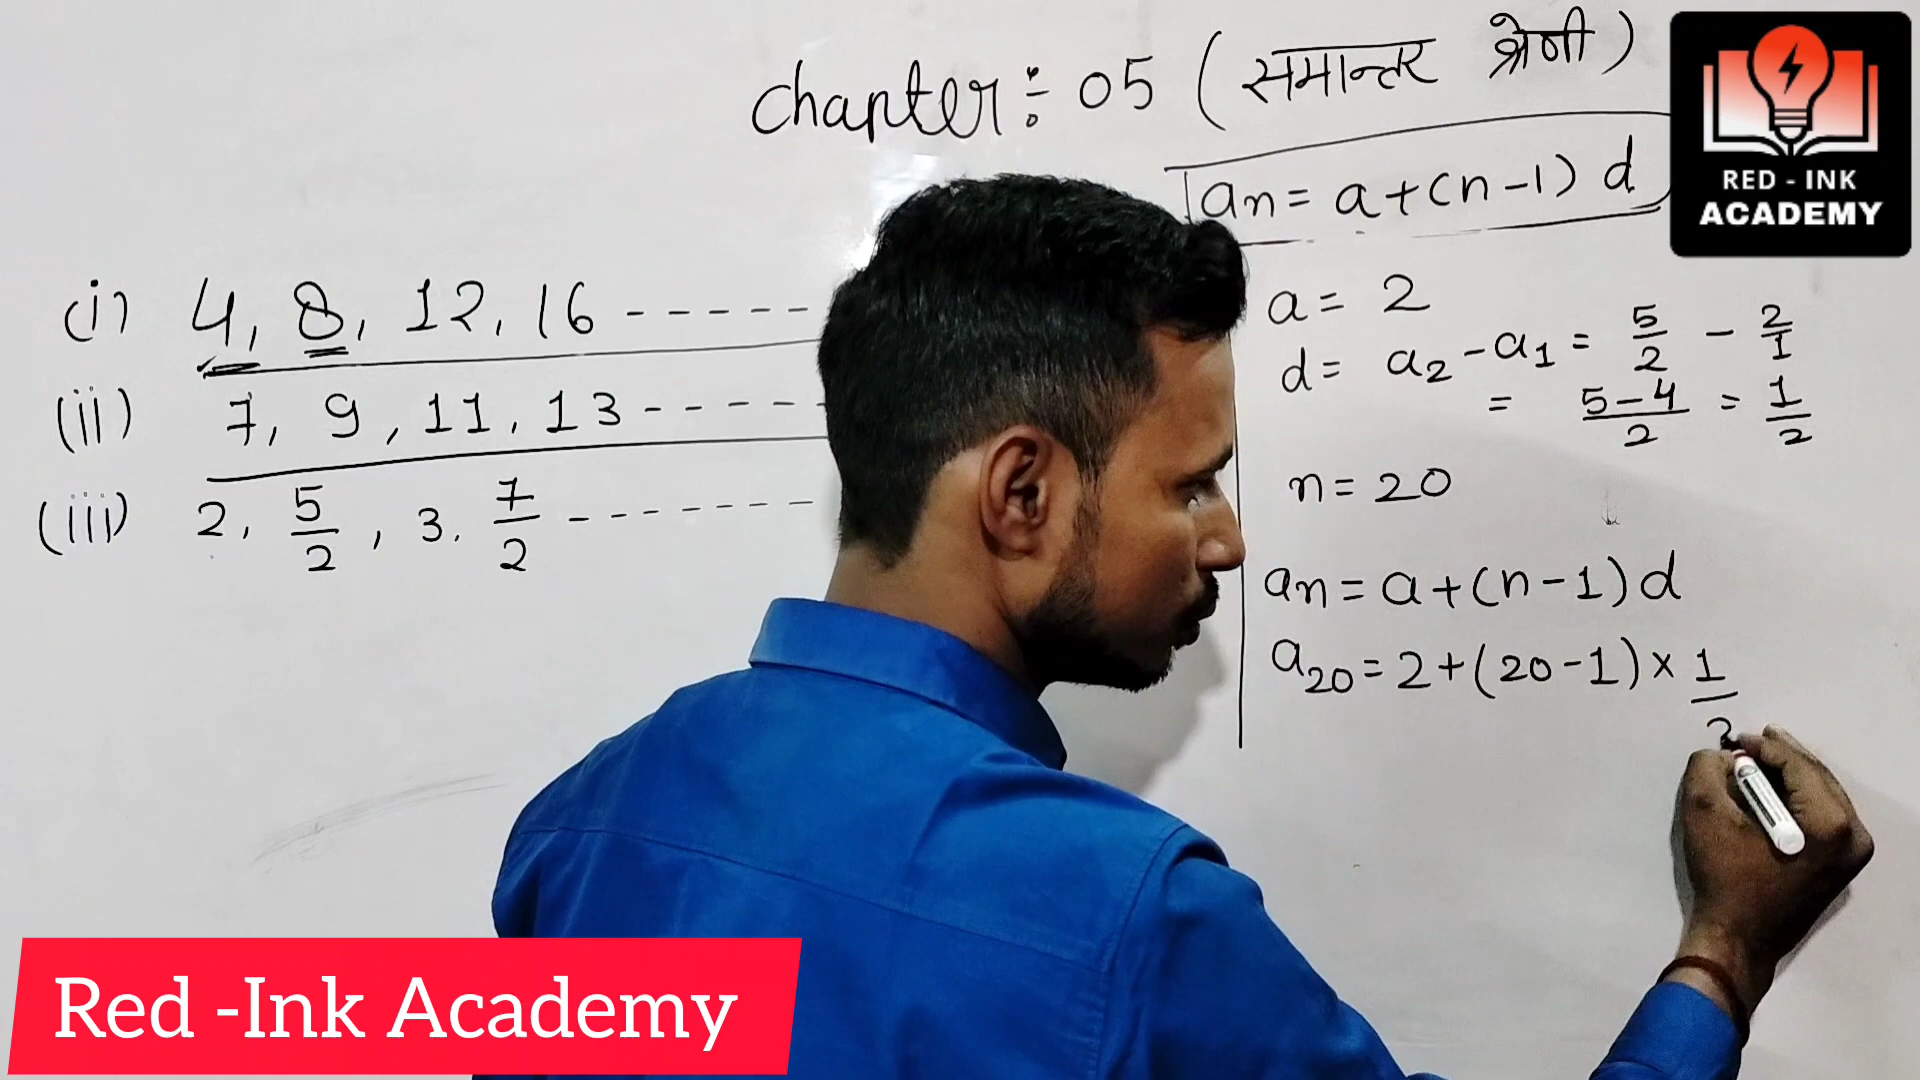 Chapter :- 05 (समान्तर श्रेणी)
an = a + (n-1) d
RED - INK
ACADEMY
(i) 4, 8, 12, 16 - - - - -
(ii) 7, 9, 11, 13 - - - - -
(iii) 2, 5/2, 3, 7/2 - - - - - - -
a = 2
d = a2 - a1 = 5/2 - 2/1
= 5-4/2 = 1/2
n = 20
an = a + (n-1) d
a20 = 2 + (20-1) × 1/2
Red -Ink Academy